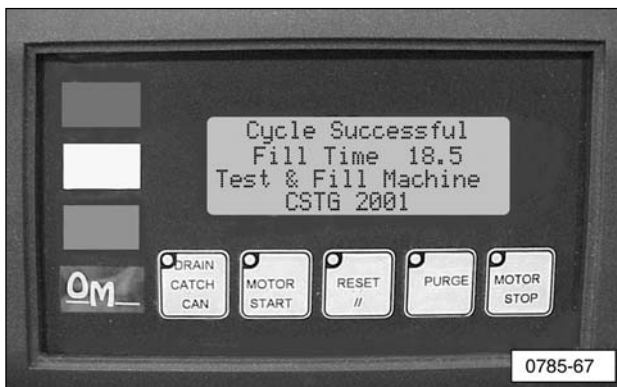 Cycle Successful
Fill Time 18.5
Test & Fill Machine
CSTG 2001
OM
DRAIN
CATCH
CAN
MOTOR
START
RESET
//
PURGE
MOTOR
STOP
0785-67